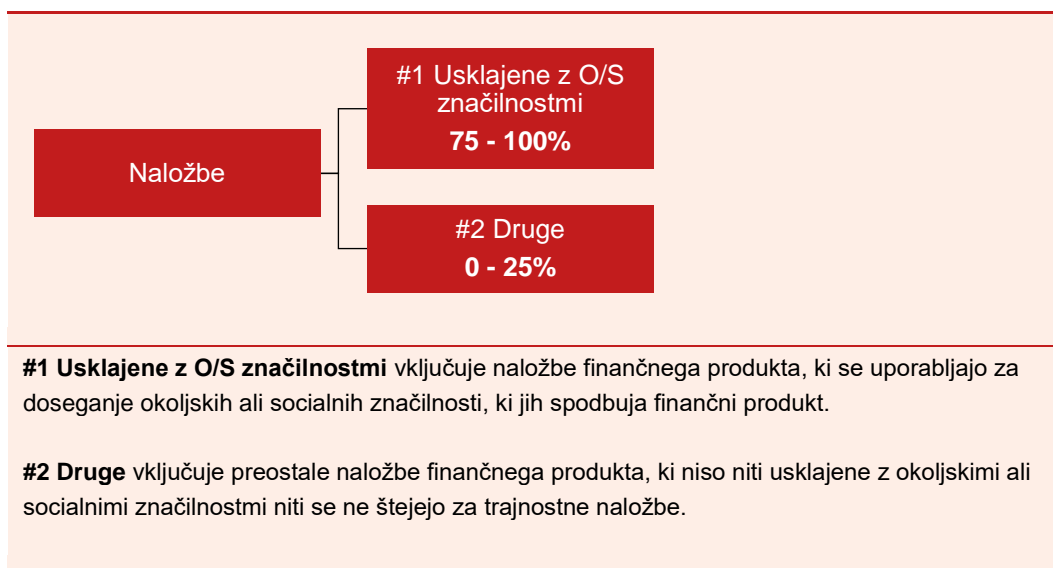 #1 Usklajene z O/S
značilnostmi
75 - 100%
Naložbe
#2 Druge
0 - 25%
#1 Usklajene z O/S značilnostmi vključuje naložbe finančnega produkta, ki se uporabljajo za
doseganje okoljskih ali socialnih značilnosti, ki jih spodbuja finančni produkt.
#2 Druge vključuje preostale naložbe finančnega produkta, ki niso niti usklajene z okoljskimi ali
socialnimi značilnostmi niti se ne štejejo za trajnostne naložbe.